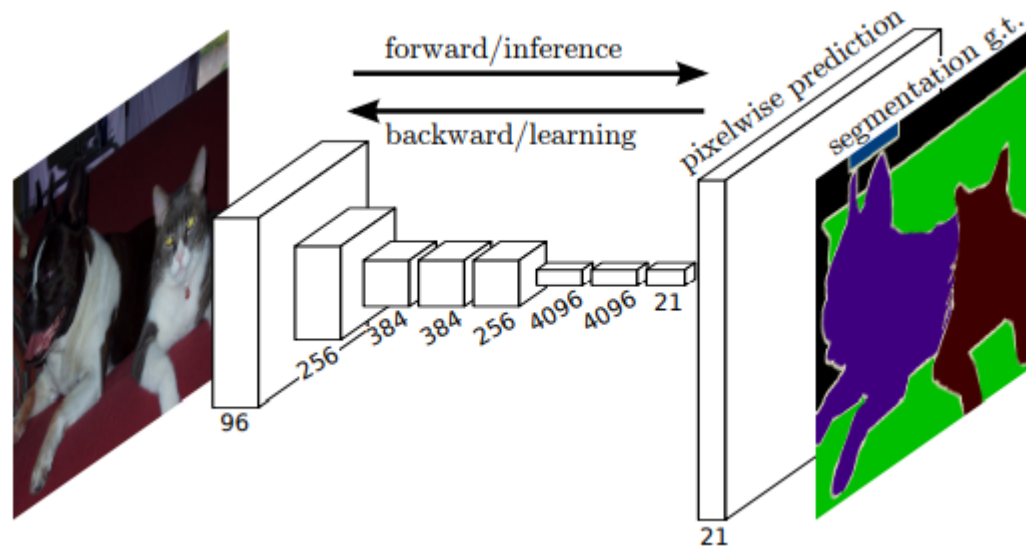 forward/inference
backward/learning
pixelwise prediction
segmentation g.t.
96
256
384
384
256
4096
4096
21
21